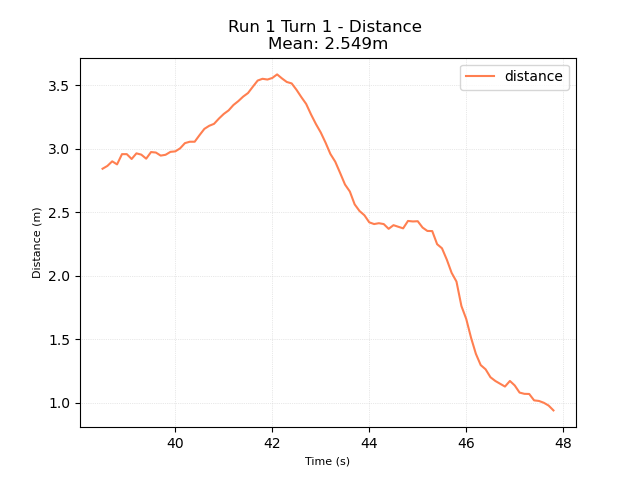 Run 1 Turn 1 - Distance
Mean: 2.549m
distance
Distance (m)
3.5
3.0
2.5
2.0
1.5
1.0
40 42 44 46 48
Time (s)